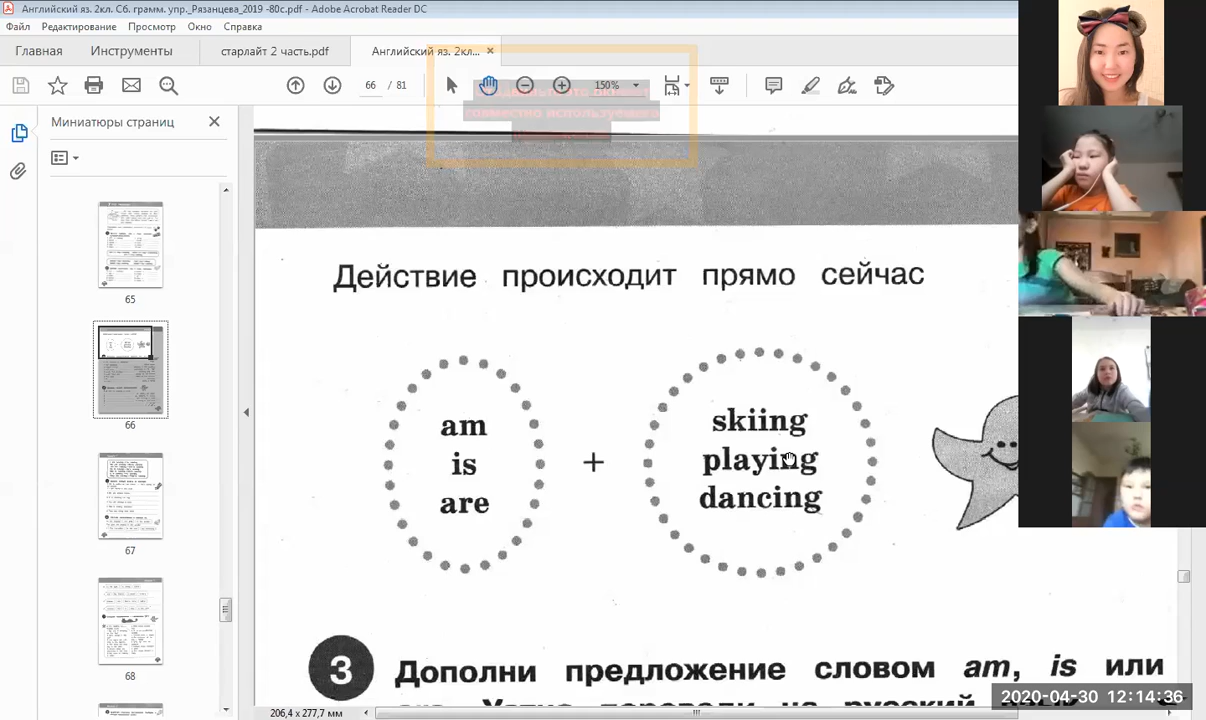 Английский яз. 2кл. Сб. грамм. упр._Рязанцева_2019 -80с.pdf - Adobe Acrobat Reader DC
Файл Редактирование Просмотр Окно Справка
Главная Инструменты старлайт 2 часть.pdf Английский яз. 2кл... ×
66 / 81 150%
совместно использующего
Миниатюры страниц
65
66
67
68
Действие происходит прямо сейчас
am
is
are
+
skiing
playing
dancing
3 Дополни предложение словом am, is или
206,4 x 277,7 мм
2020-04-30 12:14:36